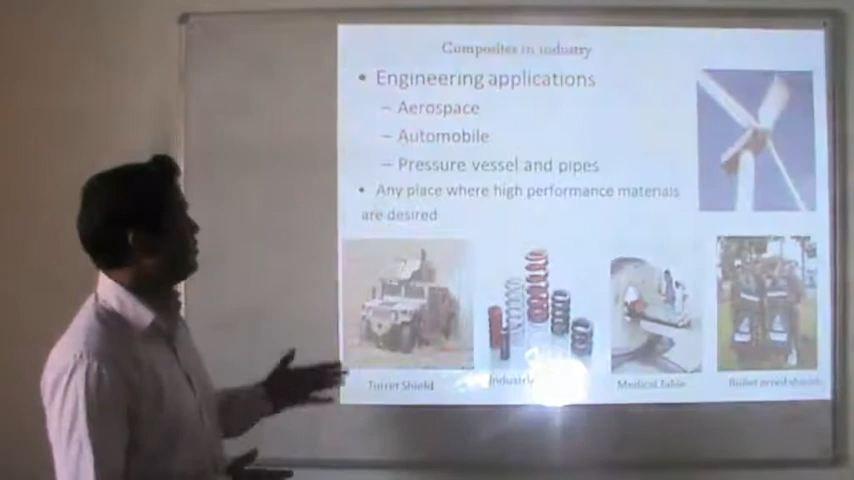 Composites in industry
• Engineering applications
– Aerospace
– Automobile
– Pressure vessel and pipes
• Any place where high performance materials
are desired
Turret Shield
Industrial
Medical Table
Bullet proof shields